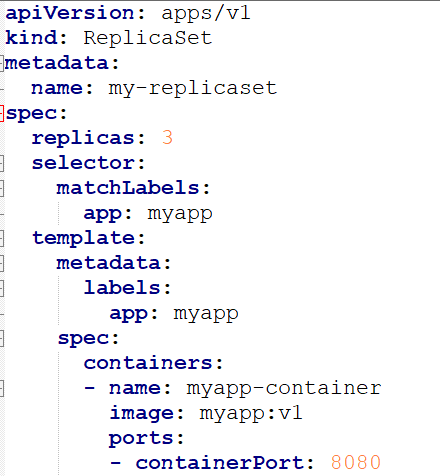 apiVersion: apps/v1
kind: ReplicaSet
metadata:
  name: my-replicaset
spec:
  replicas: 3
  selector:
    matchLabels:
      app: myapp
  template:
    metadata:
      labels:
        app: myapp
    spec:
      containers:
      - name: myapp-container
        image: myapp:v1
        ports:
        - containerPort: 8080